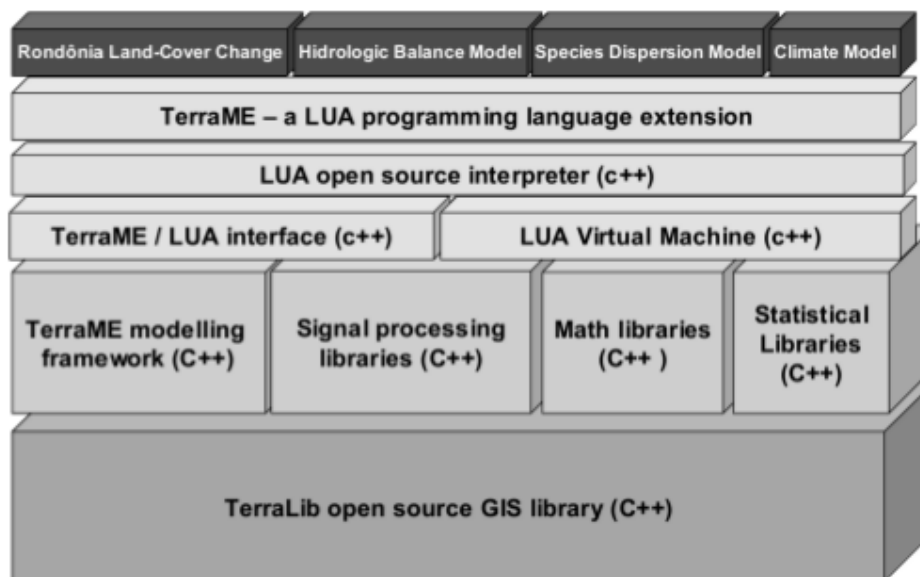 Rondônia Land-Cover Change
Hidrologic Balance Model
Species Dispersion Model
Climate Model
TerraME – a LUA programming language extension
LUA open source interpreter (c++)
TerraME / LUA interface (c++)
LUA Virtual Machine (c++)
TerraME modelling
framework (C++)
Signal processing
libraries (C++)
Math libraries
(C++ )
Statistical
Libraries
(C++)
TerraLib open source GIS library (C++)